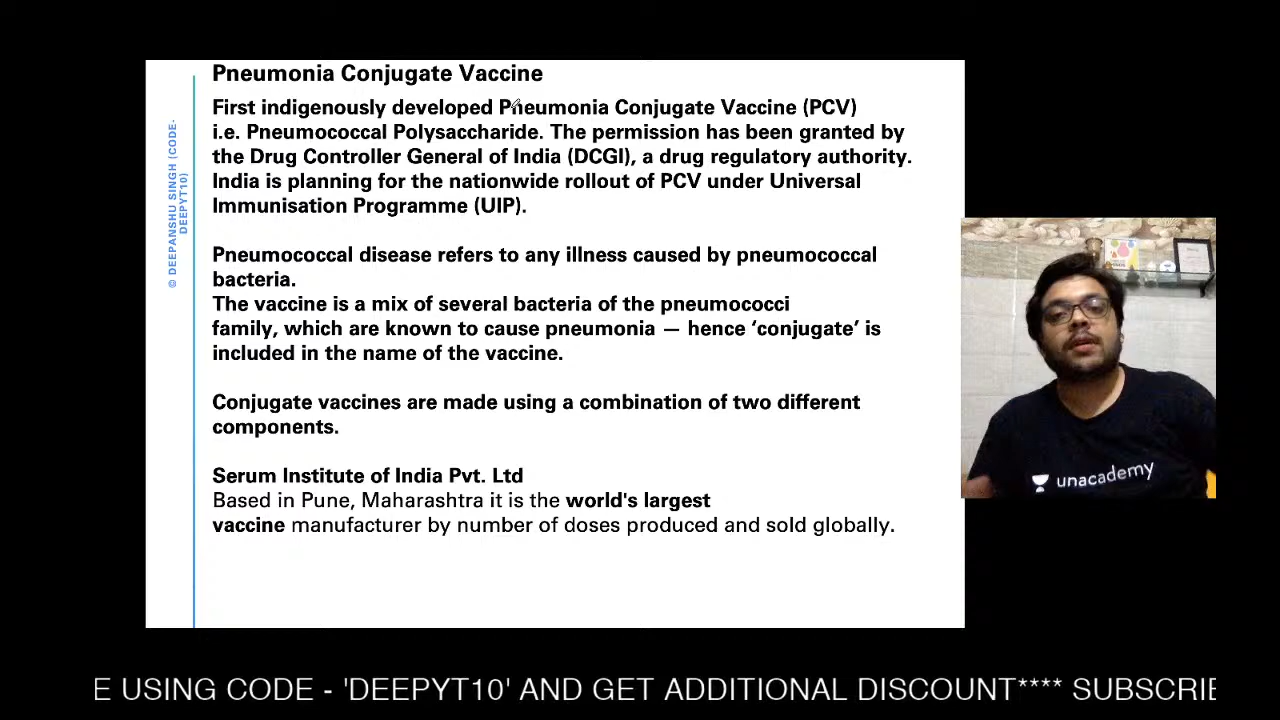 Pneumonia Conjugate Vaccine
First indigenously developed Pneumonia Conjugate Vaccine (PCV)
i.e. Pneumococcal Polysaccharide. The permission has been granted by
the Drug Controller General of India (DCGI), a drug regulatory authority.
India is planning for the nationwide rollout of PCV under Universal
Immunisation Programme (UIP).
Pneumococcal disease refers to any illness caused by pneumococcal
bacteria.
The vaccine is a mix of several bacteria of the pneumococci
family, which are known to cause pneumonia — hence ‘conjugate’ is
included in the name of the vaccine.
Conjugate vaccines are made using a combination of two different
components.
Serum Institute of India Pvt. Ltd
Based in Pune, Maharashtra it is the world's largest
vaccine manufacturer by number of doses produced and sold globally.
© DEEPANSHU SINGH (CODE-
DEEPYT10)
unacademy
E USING CODE - 'DEEPYT10' AND GET ADDITIONAL DISCOUNT**** SUBSCRIE